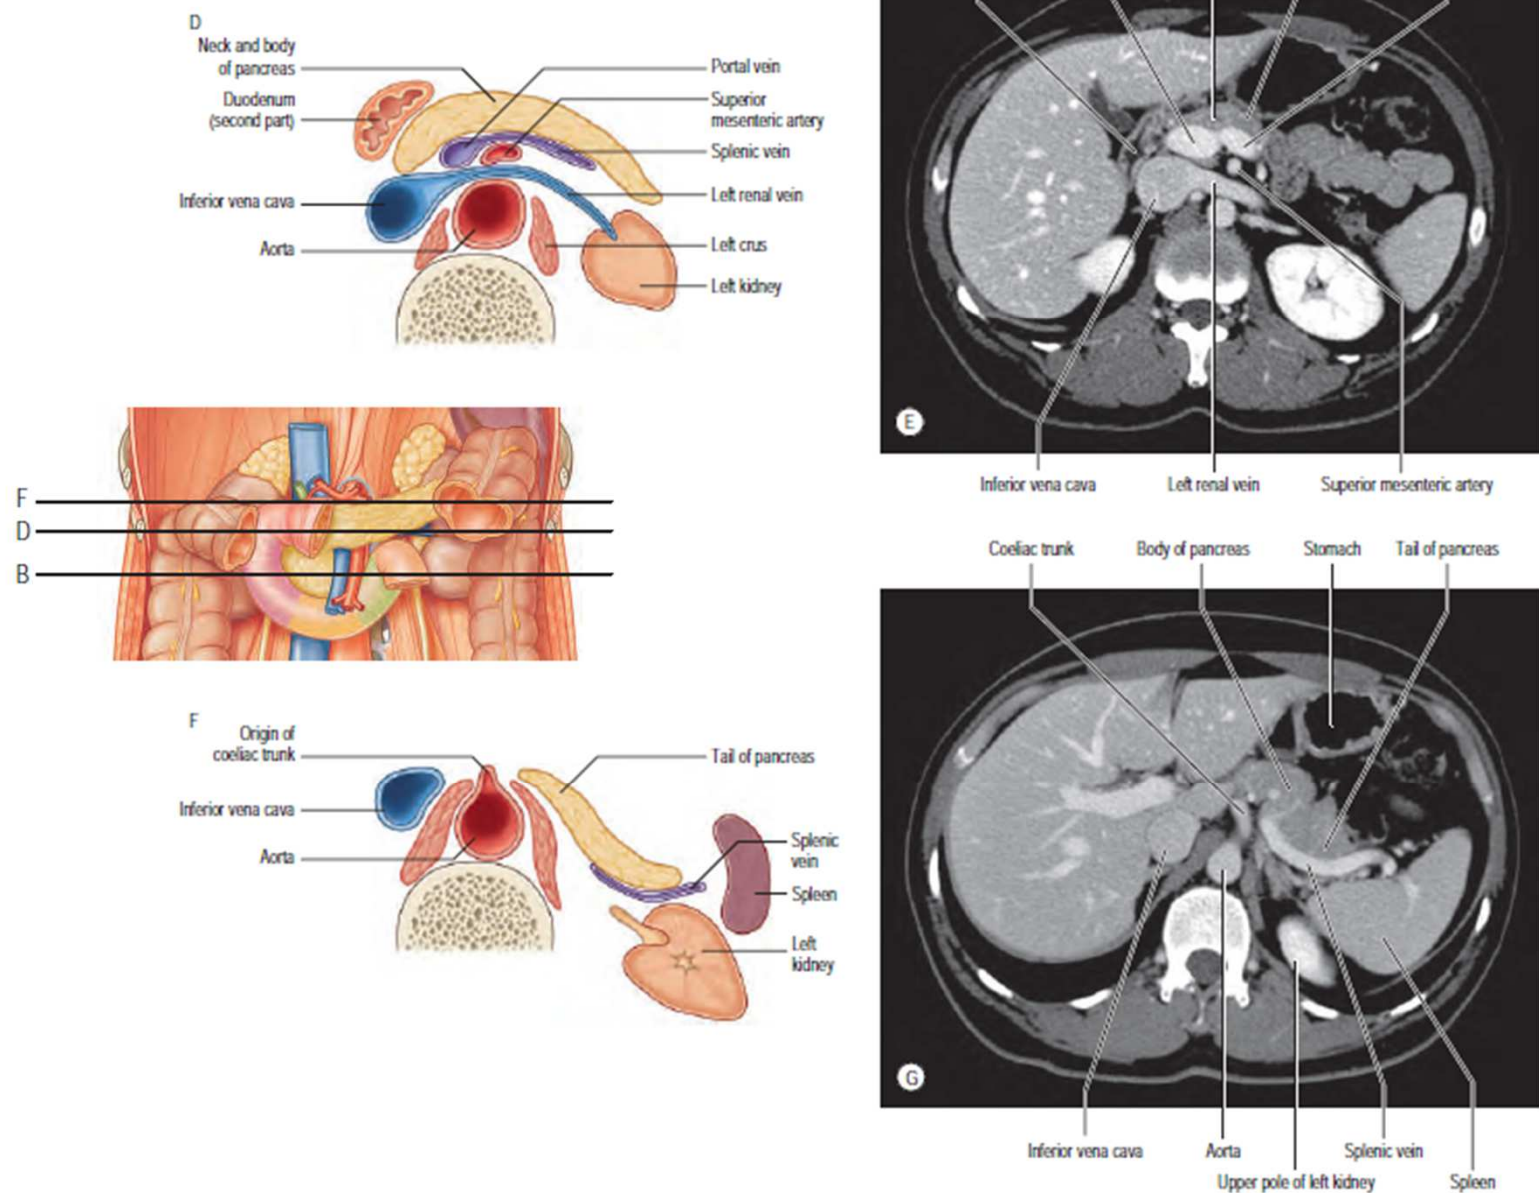 D
Neck and body
of pancreas
Duodenum
(second part)
Inferior vena cava
Aorta
Portal vein
Superior
mesenteric artery
Splenic vein
Left renal vein
Left crus
Left kidney
E
Inferior vena cava
Left renal vein
Superior mesenteric artery
F
D
B
F
Origin of
coeliac trunk
Inferior vena cava
Aorta
Tail of pancreas
Splenic
vein
Spleen
Left
kidney
Coeliac trunk
Body of pancreas
Stomach
Tail of pancreas
G
Inferior vena cava
Aorta
Splenic vein
Upper pole of left kidney
Spleen